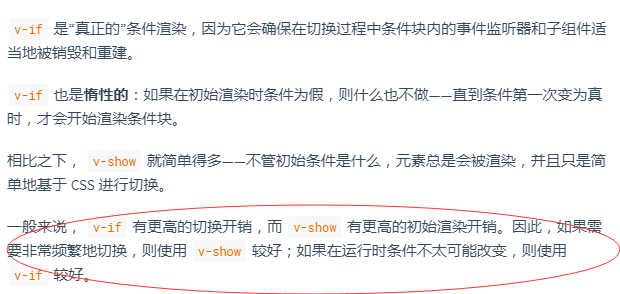 v-if 是“真正的”条件渲染，因为它会确保在切换过程中条件块内的事件监听器和子组件适
当地被销毁和重建。
v-if 也是惰性的：如果在初始渲染时条件为假，则什么也不做——直到条件第一次变为真
时，才会开始渲染条件块。
相比之下， v-show 就简单得多——不管初始条件是什么，元素总是会被渲染，并且只是简
单地基于 CSS 进行切换。
一般来说， v-if 有更高的切换开销，而 v-show 有更高的初始渲染开销。因此，如果需
要非常频繁地切换，则使用 v-show 较好；如果在运行时条件不太可能改变，则使用
v-if 较好。